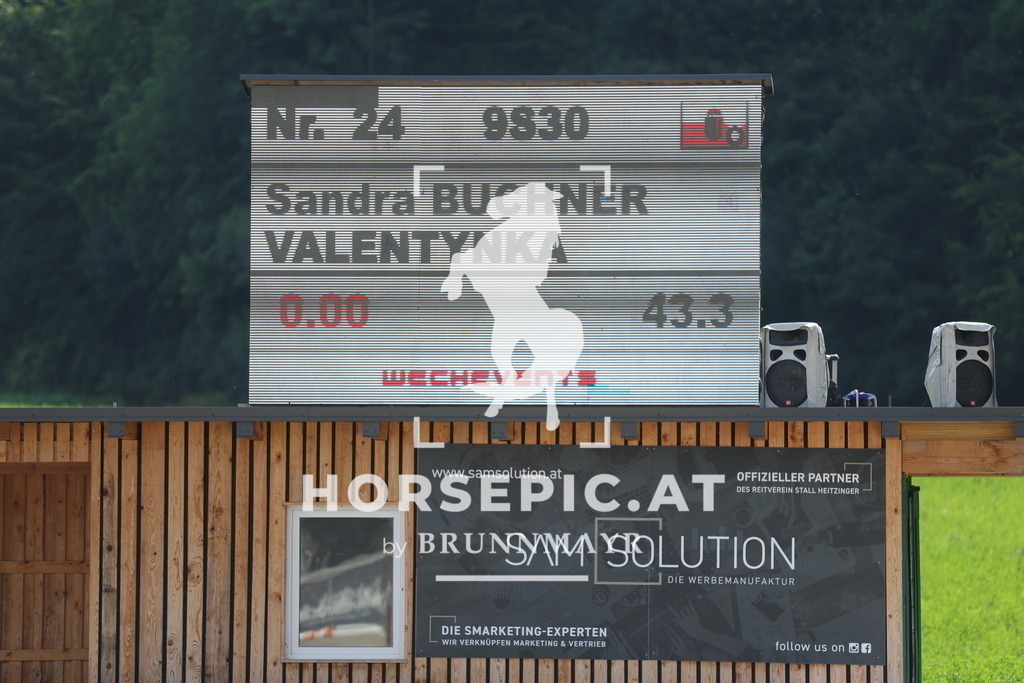 Nr. 24 9S30
Sandra BUCHNER
VALENTYNKA
0.00 43.3
WECHEVENTS
www.samsolution.at
OFFIZIELLER PARTNER
DES REITVEREIN STALL HEITZINGER
HORSEPIC.AT
by BRUNNMAYR
SAM SOLUTION
DIE WERBEMANUFAKTUR
DIE SMARKETING-EXPERTEN
WIR VERKNÜPFEN MARKETING & VERTRIEB
follow us on